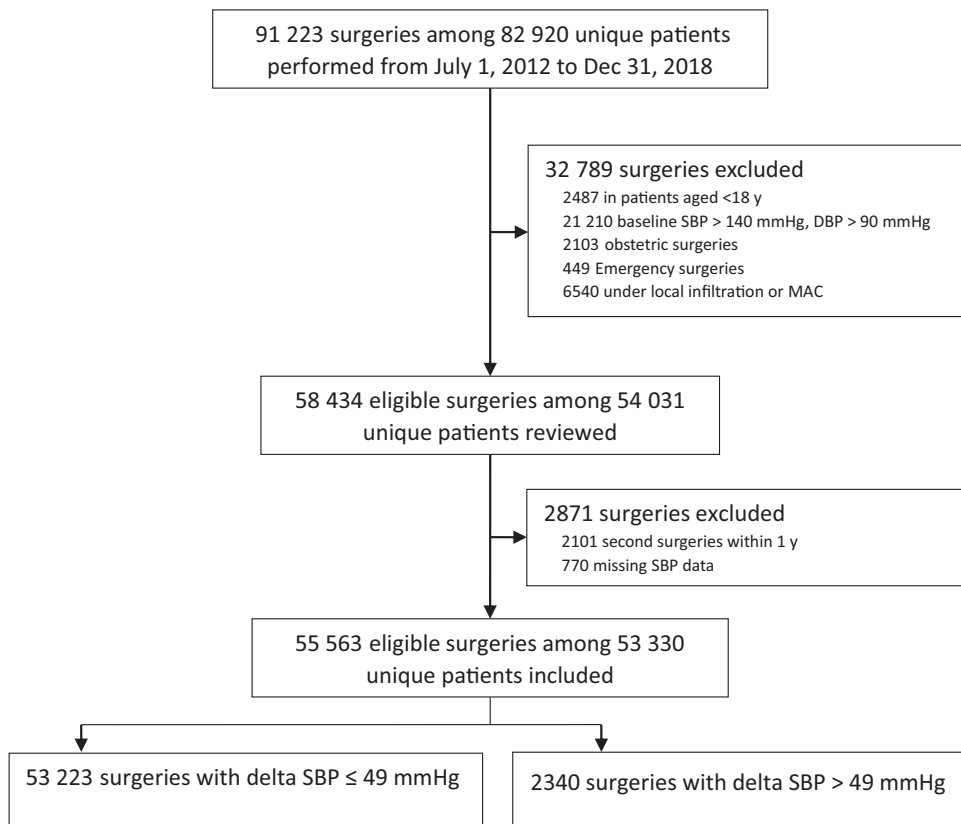 91 223 surgeries among 82 920 unique patients
performed from July 1, 2012 to Dec 31, 2018
32 789 surgeries excluded
2487 in patients aged <18 y
21 210 baseline SBP > 140 mmHg, DBP > 90 mmHg
2103 obstetric surgeries
449 Emergency surgeries
6540 under local infiltration or MAC
58 434 eligible surgeries among 54 031
unique patients reviewed
2871 surgeries excluded
2101 second surgeries within 1 y
770 missing SBP data
55 563 eligible surgeries among 53 330
unique patients included
53 223 surgeries with delta SBP ≤ 49 mmHg
2340 surgeries with delta SBP > 49 mmHg